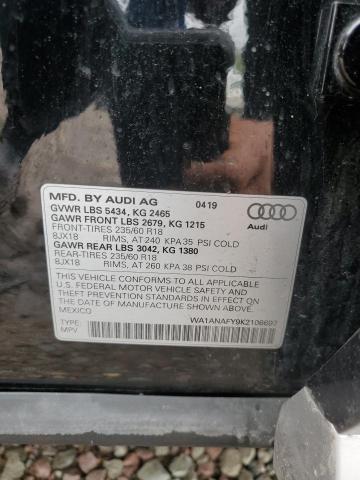 MFD. BY AUDI AG 04 19
GVWR LBS 5434, KG 2465
GAWR FRONT LBS 2679, KG 1215
FRONT-TIRES 235/60 R18
8JX18 RIMS, AT 240 KPA 35 PSI COLD
GAWR REAR LBS 3042, KG 1380
REAR-TIRES 235/60 R18
8JX18 RIMS, AT 260 KPA 38 PSI COLD
Audi
THIS VEHICLE CONFORMS TO ALL APPLICABLE
U.S. FEDERAL MOTOR VEHICLE SAFETY AND
THEFT PREVENTION STANDARDS IN EFFECT ON
THE DATE OF MANUFACTURE SHOWN ABOVE.
MEXICO
TYPE:
MPV